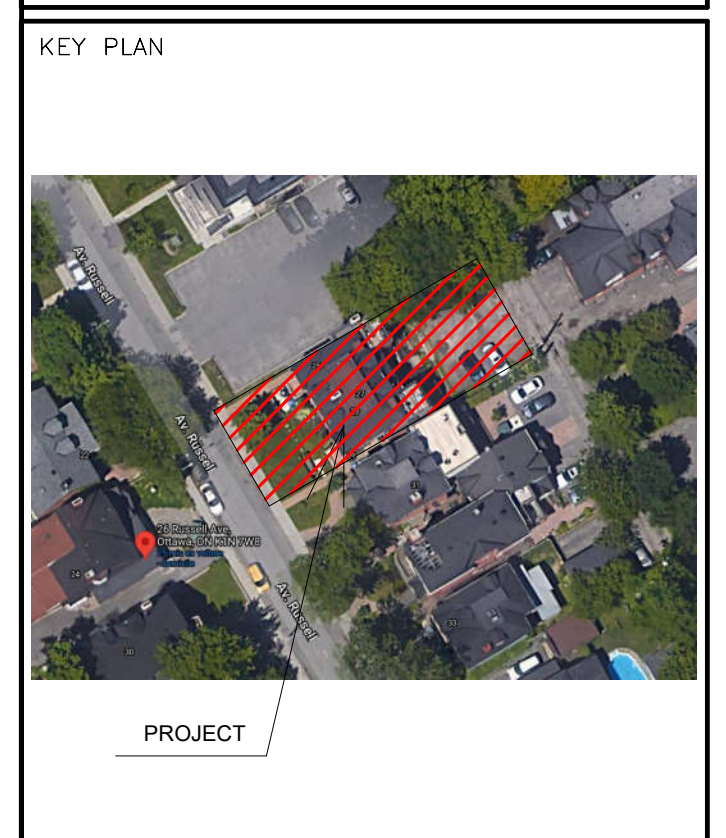 KEY PLAN
Av. Russell
22
Av. Russell
27
31
26 Russell Ave,
Ottawa, ON K1N 7W8
24
30
Av. Russell
33
PROJECT